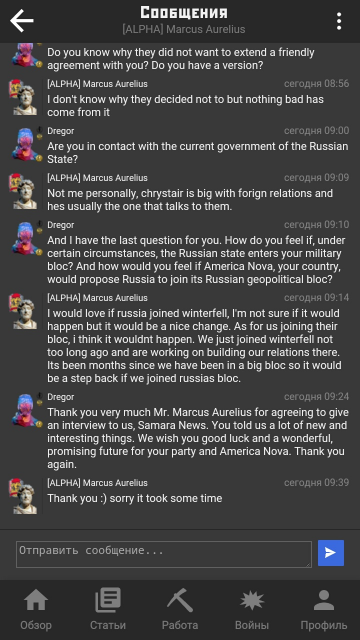 Сообщения
[ALPHA] Marcus Aurelius
Do you know why they did not want to extend a friendly
agreement with you? Do you have a version?
[ALPHA] Marcus Aurelius сегодня 08:56
I don't know why they decided not to but nothing bad has
come from it
Dregor сегодня 09:00
Are you in contact with the current government of the Russian
State?
[ALPHA] Marcus Aurelius сегодня 09:09
Not me personally, chrystair is big with forign relations and
hes usually the one that talks to them.
Dregor сегодня 09:10
And I have the last question for you. How do you feel if, under
certain circumstances, the Russian state enters your military
bloc? And how would you feel if America Nova, your country,
would propose Russia to join its Russian geopolitical bloc?
[ALPHA] Marcus Aurelius сегодня 09:14
I would love if russia joined winterfell, I'm not sure if it would
happen but it would be a nice change. As for us joining their
bloc, i think it wouldnt happen. We just joined winterfell not
too long ago and are working on building our relations there.
Its been months since we have been in a big bloc so it would
be a step back if we joined russias bloc.
Dregor сегодня 09:24
Thank you very much Mr. Marcus Aurelius for agreeing to give
an interview to us, Samara News. You told us a lot of new and
interesting things. We wish you good luck and a wonderful,
promising future for your party and America Nova. Thank you
again.
[ALPHA] Marcus Aurelius сегодня 09:39
Thank you :) sorry it took some time
Отправить сообщение...
Обзор Статьи Работа Войны Профиль